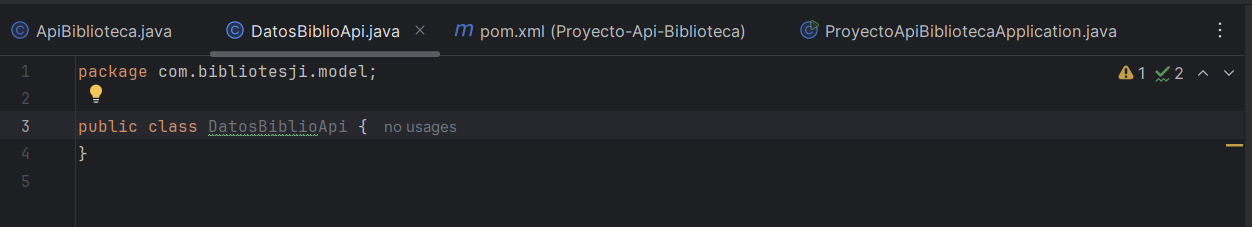 ApiBiblioteca.java DatosBiblioApi.java pom.xml (Proyecto-Api-Biblioteca) ProyectoApiBibliotecaApplication.java
1 package com.bibliotesji.model; 1 2
2
3 public class DatosBiblioApi { no usages
4 }
5